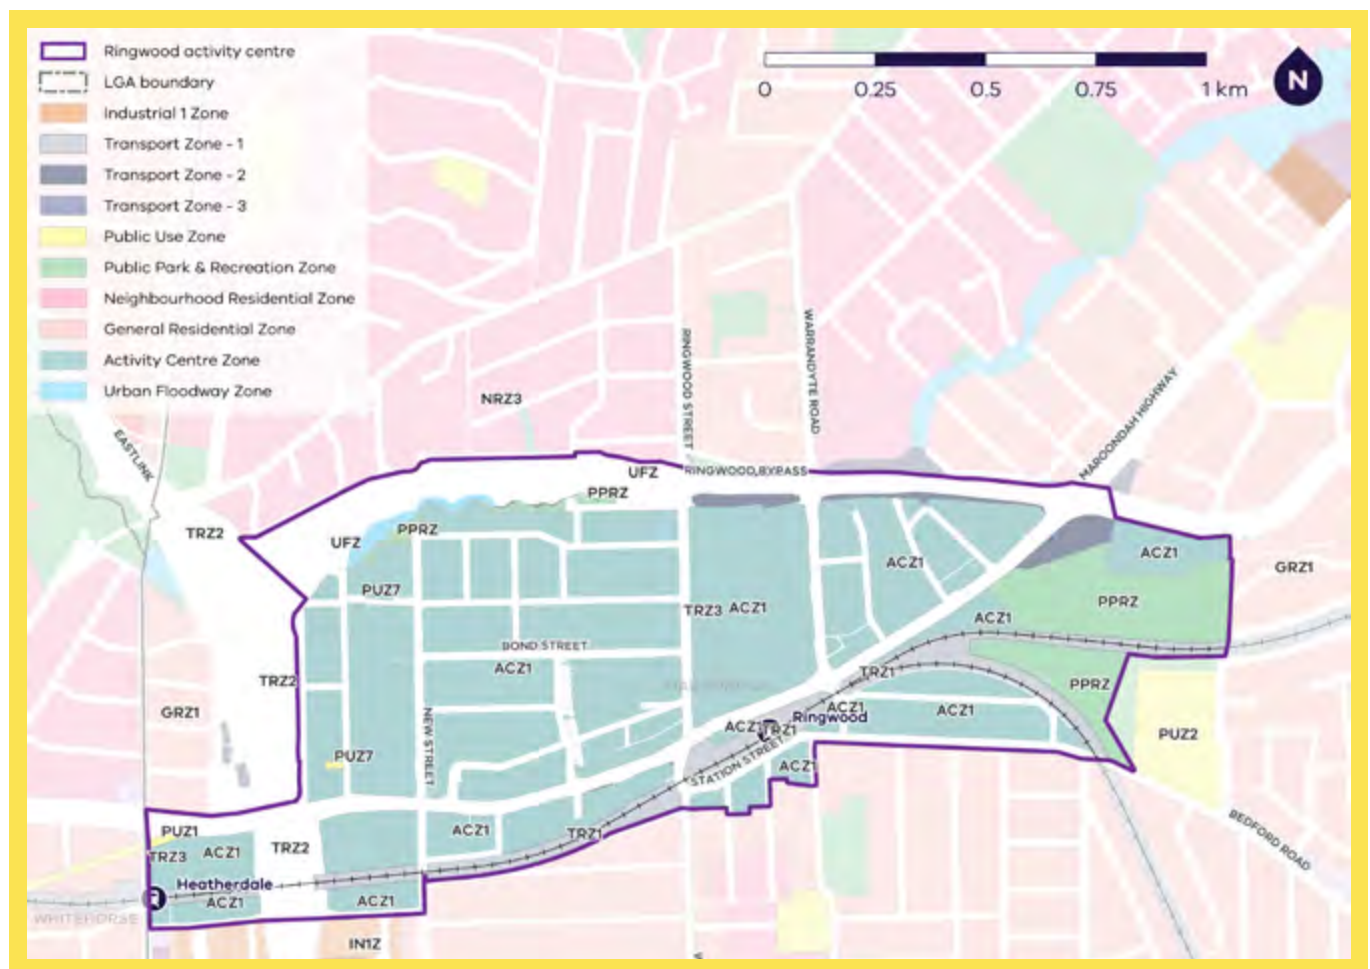 Ringwood activity centre
LGA boundary
Industrial 1 Zone
Transport Zone - 1
Transport Zone - 2
Transport Zone - 3
Public Use Zone
Public Park & Recreation Zone
Neighbourhood Residential Zone
General Residential Zone
Activity Centre Zone
Urban Floodway Zone
0 0.25 0.5 0.75 1 km
N
WARRANDYTE ROAD
RINGWOOD STREET
MAROONDAH HIGHWAY
NRZ3
EASTLINK
UFZ
RINGWOOD BYPASS
PPRZ
TRZ2
PPRZ
UFZ
ACZ1
ACZ1
GRZ1
PUZ7
PPRZ
TRZ3 ACZ1
ACZ1
BOND STREET
ACZ1
TRZ1
TRZ2
PPRZ
GRZ1
NEW STREET
ACZ1
ACZ1
Ringwood
ACZ1
TRZ1
PUZ2
PUZ7
STATION STREET
ACZ1
PUZ1
ACZ1
TRZ1
BEDFORD ROAD
TRZ3
ACZ1
TRZ2
Heatherdale
ACZ1
ACZ1
WHITEHORSE
IN1Z